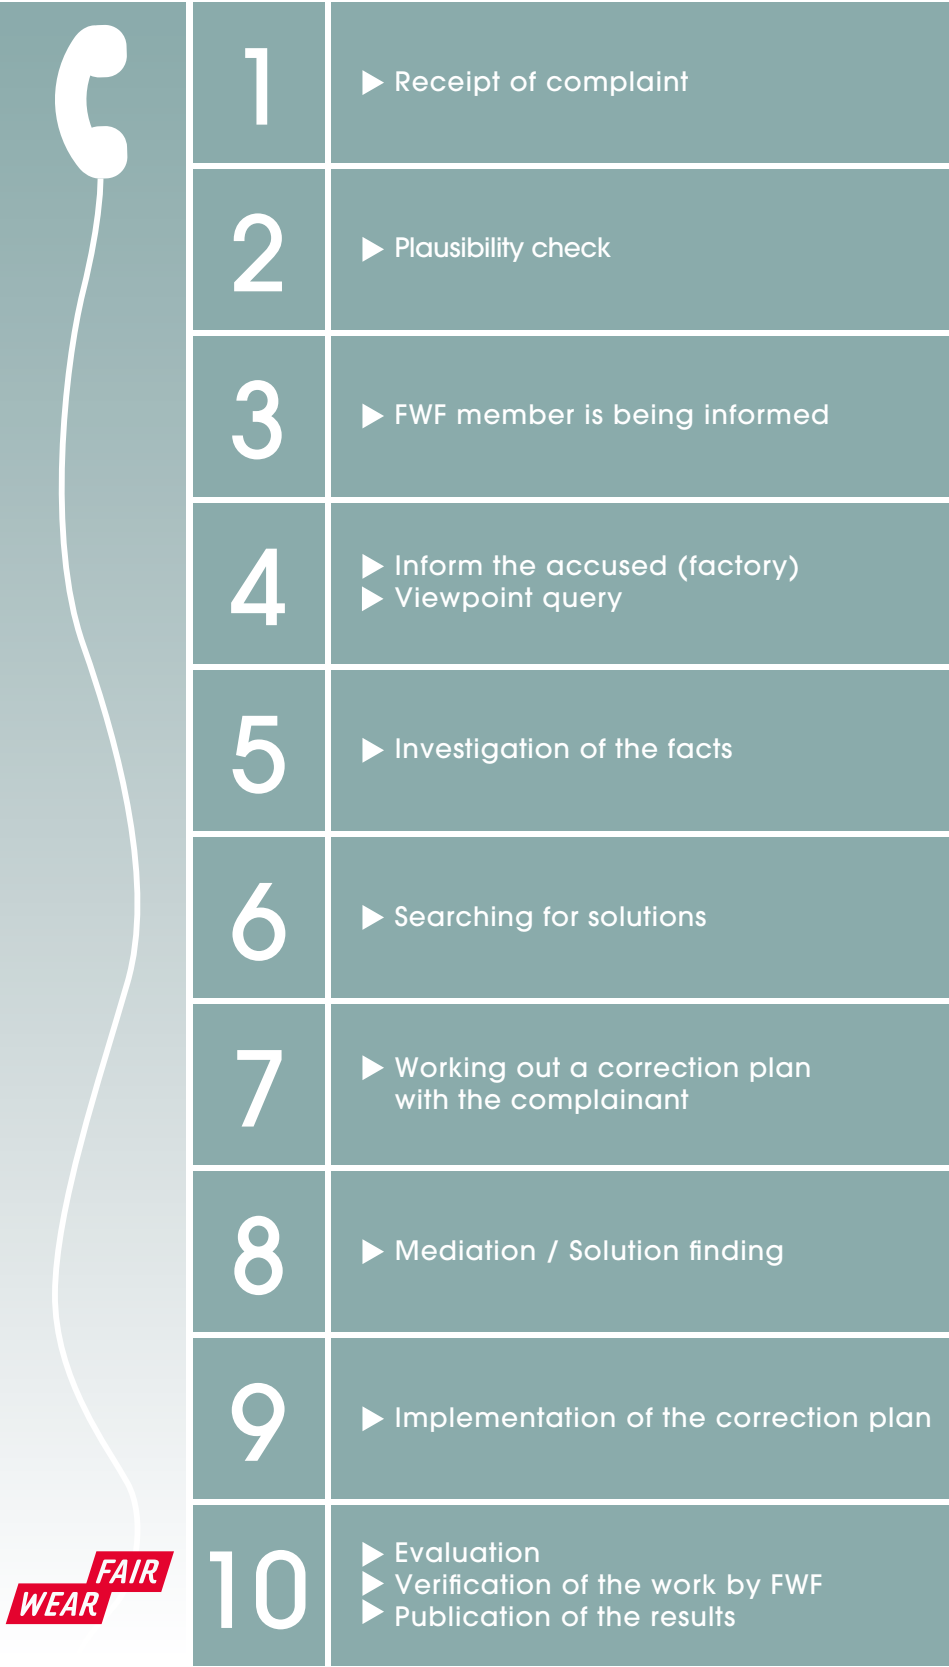 1
▶ Receipt of complaint
2
▶ Plausibility check
3
▶ FWF member is being informed
4
▶ Inform the accused (factory)
▶ Viewpoint query
5
▶ Investigation of the facts
6
▶ Searching for solutions
7
▶ Working out a correction plan
with the complainant
8
▶ Mediation / Solution finding
9
▶ Implementation of the correction plan
10
▶ Evaluation
▶ Verification of the work by FWF
▶ Publication of the results
FAIR
WEAR